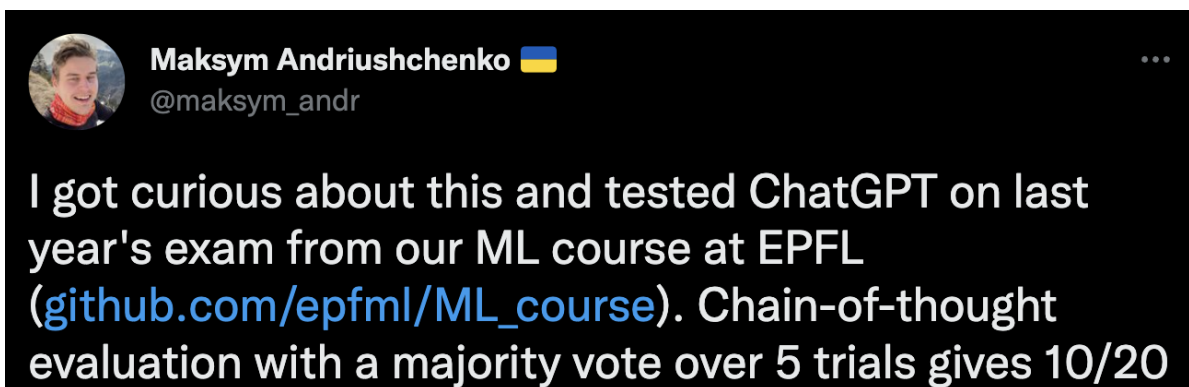 Maksym Andriushchenko 🇺🇦
@maksym_andr
I got curious about this and tested ChatGPT on last
year's exam from our ML course at EPFL
(github.com/epfml/ML_course). Chain-of-thought
evaluation with a majority vote over 5 trials gives 10/20